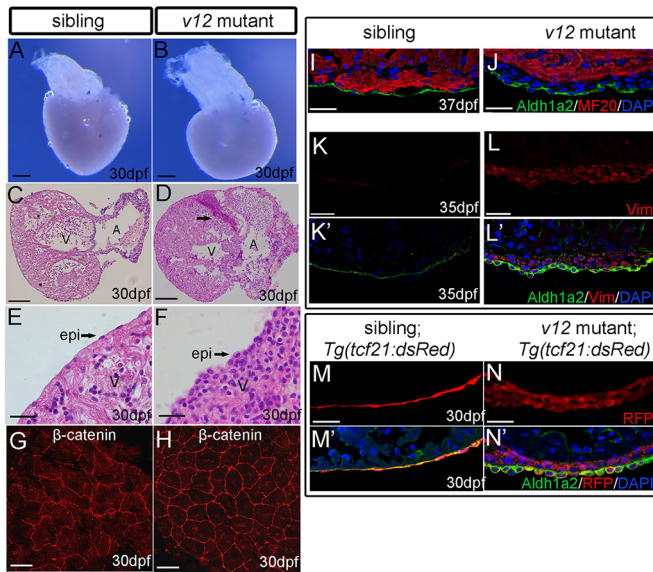 sibling
v12 mutant
A
B
30dpf
30dpf
C
D
V
A
V
A
30dpf
30dpf
E
F
epi
epi
V
V
30dpf
30dpf
β-catenin
β-catenin
G
H
30dpf
30dpf
sibling
v12 mutant
I
J
37dpf
Aldh1a2/MF20/DAPI
K
L
35dpf
Vim
K'
L'
35dpf
Aldh1a2/Vim/DAPI
sibling;
Tg(tcf21:dsRed)
v12 mutant;
Tg(tcf21:dsRed)
M
N
30dpf
RFP
M'
N'
30dpf
Aldh1a2/RFP/DAPI